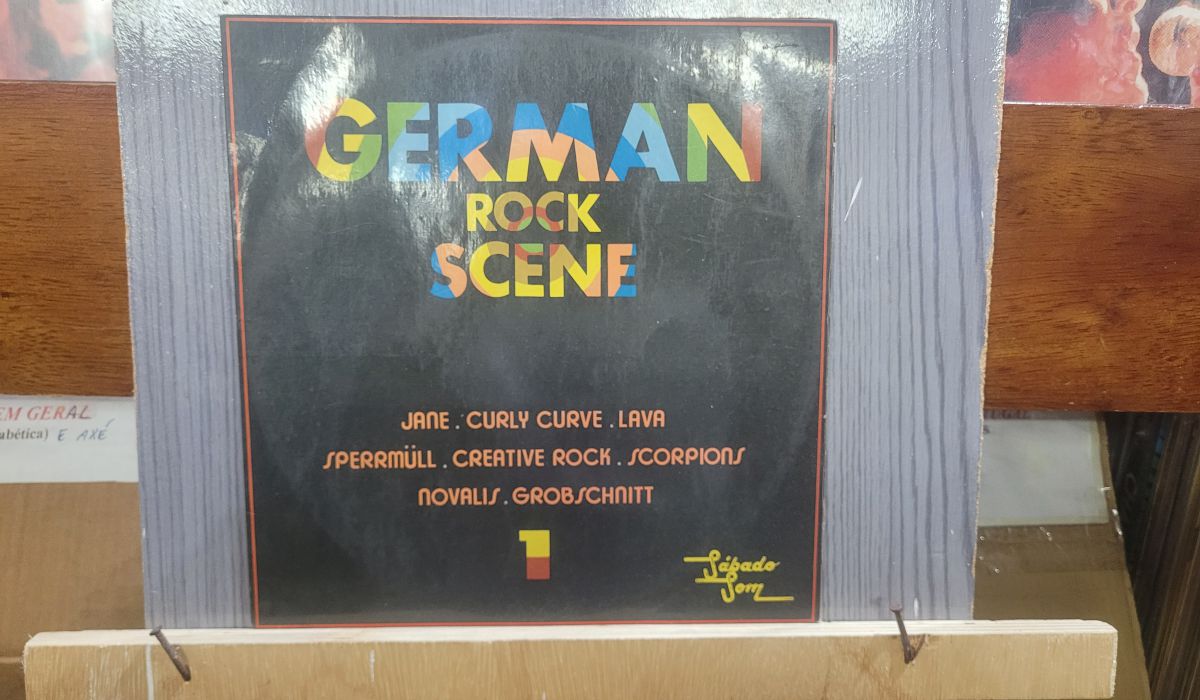 GERMAN
ROCK
SCENE
JANE . CURLY CURVE . LAVA
SPERRMÜLL . CREATIVE ROCK . SCORPIONS
NOVALIS . GROBSCHNITT
1
Sábado
Som
EM GERAL
abética) E AXÉ